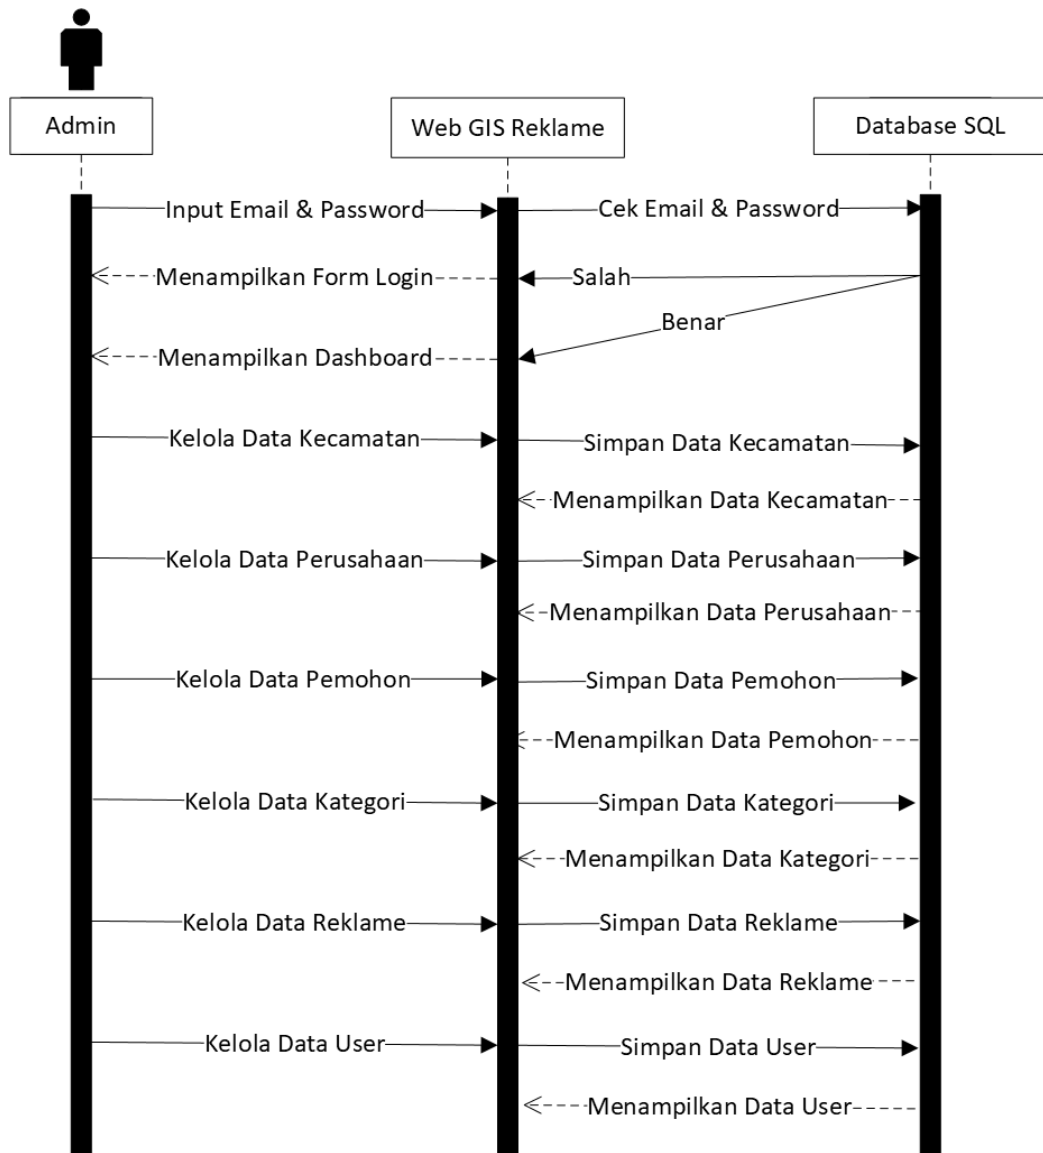 Admin
Web GIS Reklame
Database SQL
Input Email & Password
Cek Email & Password
Menampilkan Form Login
Salah
Benar
Menampilkan Dashboard
Kelola Data Kecamatan
Simpan Data Kecamatan
Menampilkan Data Kecamatan
Kelola Data Perusahaan
Simpan Data Perusahaan
Menampilkan Data Perusahaan
Kelola Data Pemohon
Simpan Data Pemohon
Menampilkan Data Pemohon
Kelola Data Kategori
Simpan Data Kategori
Menampilkan Data Kategori
Kelola Data Reklame
Simpan Data Reklame
Menampilkan Data Reklame
Kelola Data User
Simpan Data User
Menampilkan Data User